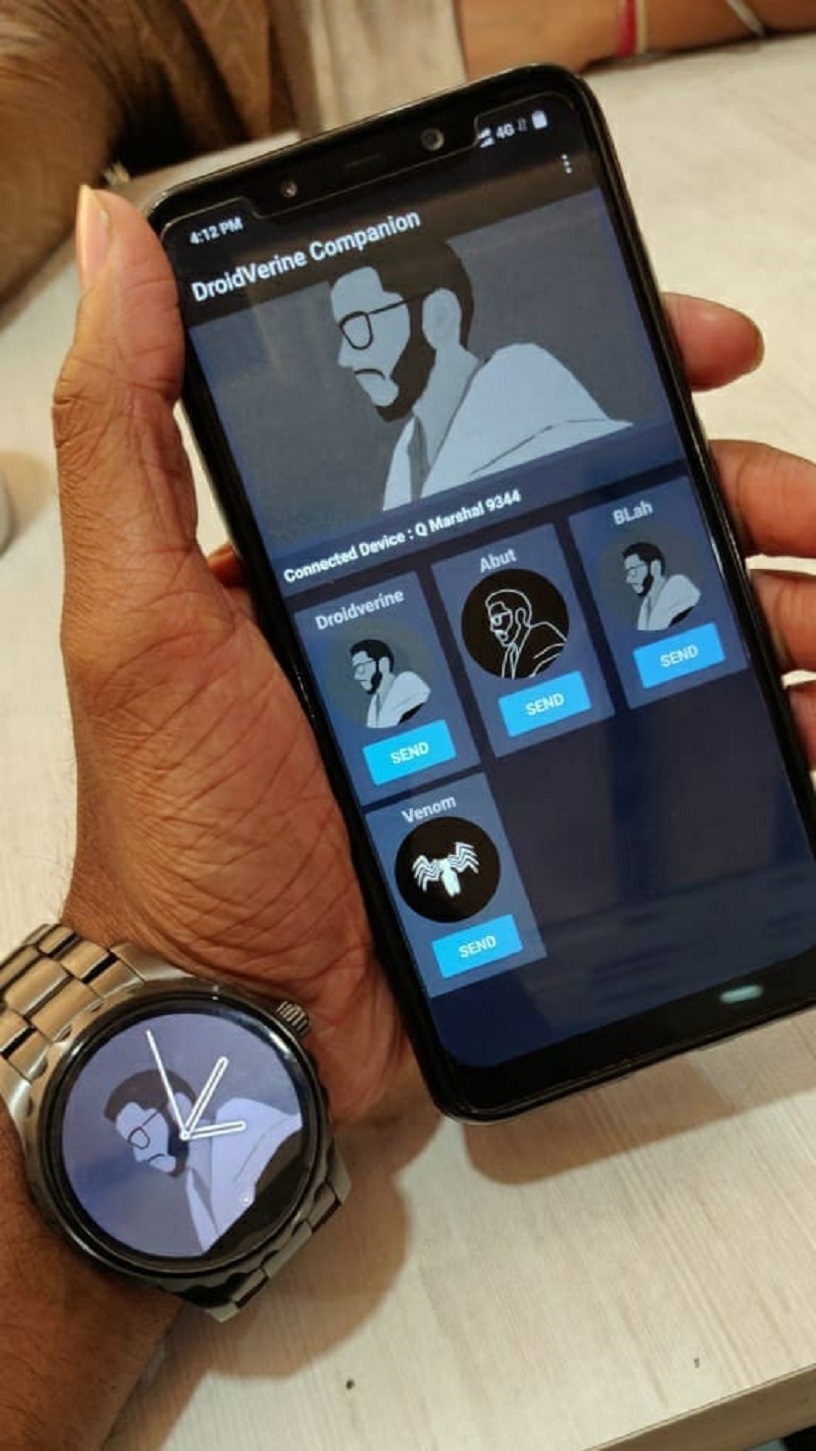 4:12 PM
4G
DroidVerine Companion
Connected Device : Q Marshal 9344
Droidverine
Abut
BLah
SEND
SEND
SEND
Venom
SEND